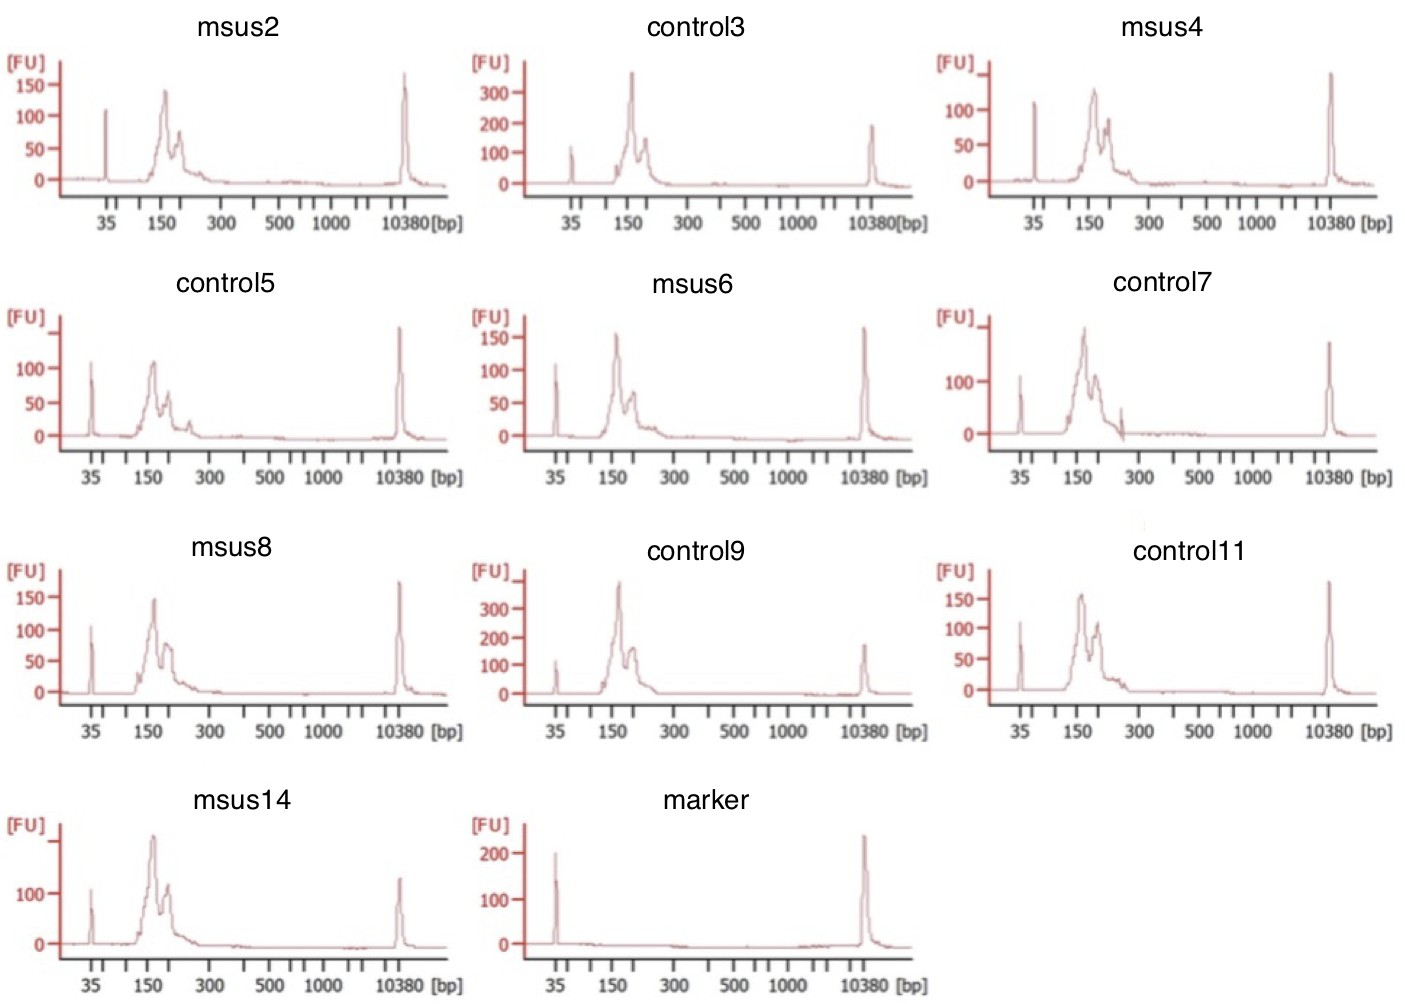 msus2 control3 msus4
[FU] [FU] [FU]
150 300
100 200 100
50 100 50
0 0 0
35 150 300 500 1000 10380[bp] 35 150 300 500 1000 10380[bp] 35 150 300 500 1000 10380 [bp]
control5 msus6 control7
[FU] [FU] [FU]
150
100 100 100
50 50
0 0 0
35 150 300 500 1000 10380 [bp] 35 150 300 500 1000 10380 [bp] 35 150 300 500 1000 10380 [bp]
msus8 control9 control11
[FU] [FU] [FU]
150 300 150
100 200 100
50 100 50
0 0 0
35 150 300 500 1000 10380 [bp] 35 150 300 500 1000 10380 [bp] 35 150 300 500 1000 10380 [bp]
msus14 marker
[FU] [FU]
200
100 100
0 0
35 150 300 500 1000 10380 [bp] 35 150 300 500 1000 10380 [bp]